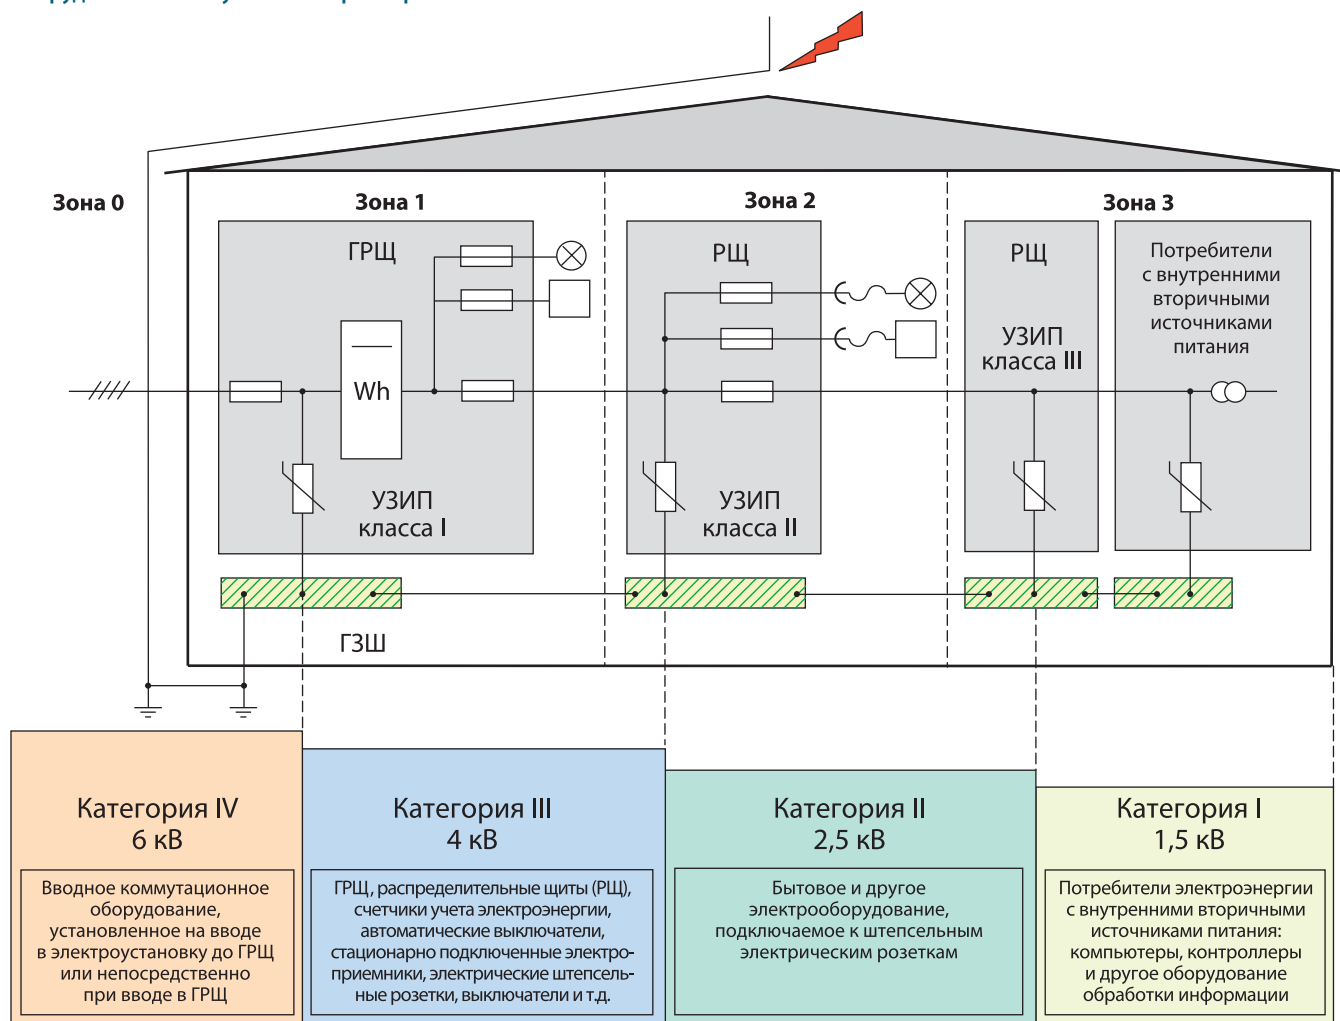 Зона 0
Зона 1
Зона 2
Зона 3
ГРЩ
Wh
УЗИП
класса I
РЩ
УЗИП
класса II
РЩ
УЗИП
класса III
Потребители
с внутренними
вторичными
источниками
питания
ГЗШ
Категория IV
6 кВ
Вводное коммутационное
оборудование,
установленное на вводе
в электроустановку до ГРЩ
или непосредственно
при вводе в ГРЩ
Категория III
4 кВ
ГРЩ, распределительные щиты (РЩ),
счетчики учета электроэнергии,
автоматические выключатели,
стационарно подключенные электро-
приемники, электрические штепсель-
ные розетки, выключатели и т.д.
Категория II
2,5 кВ
Бытовое и другое
электрооборудование,
подключаемое к штепсельным
электрическим розеткам
Категория I
1,5 кВ
Потребители электроэнергии
с внутренними вторичными
источниками питания:
компьютеры, контроллеры
и другое оборудование
обработки информации